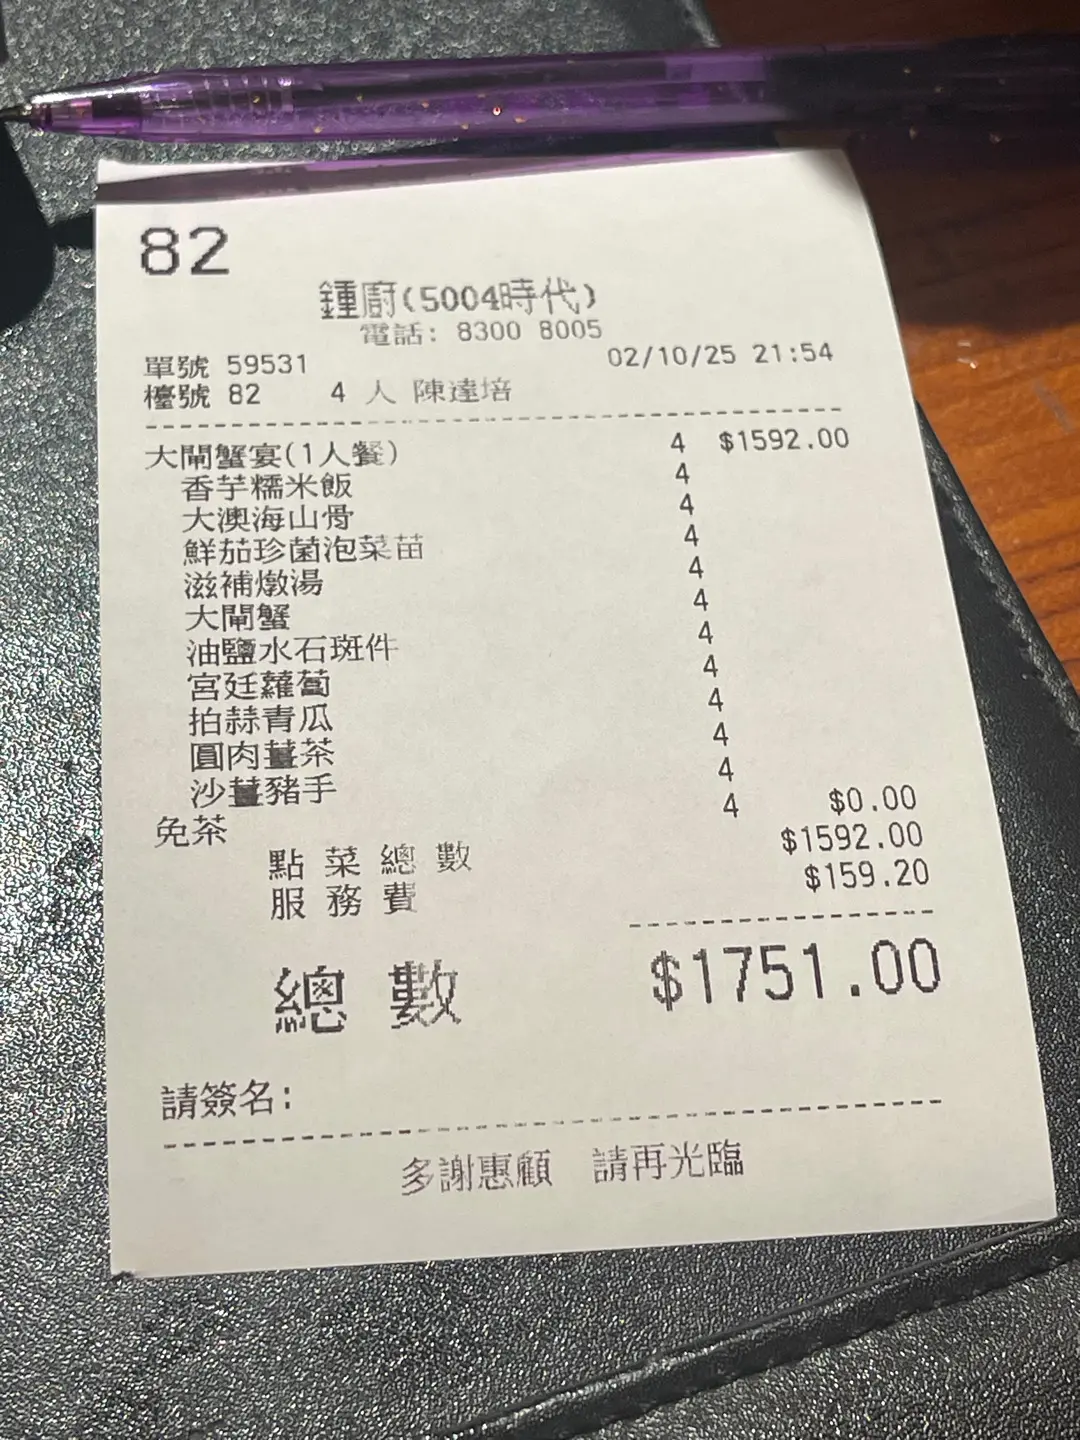 82
鍾廚(5004時代)
電話: 8300 8005
單號 59531 02/10/25 21:54
檯號 82 4 人 陳達培
大閘蟹宴(1人餐) 4 $1592.00
香芋糯米飯 4
大澳海山骨 4
鮮茄珍菌泡菜苗 4
滋補燉湯 4
大閘蟹 4
油鹽水石斑件 4
宮廷蘿蔔 4
拍蒜青瓜 4
圓肉薑茶 4
沙薑豬手 4
免茶 4 $0.00
點菜總數 $1592.00
服務費 $159.20
總數 $1751.00
請簽名:
多謝惠顧 請再光臨